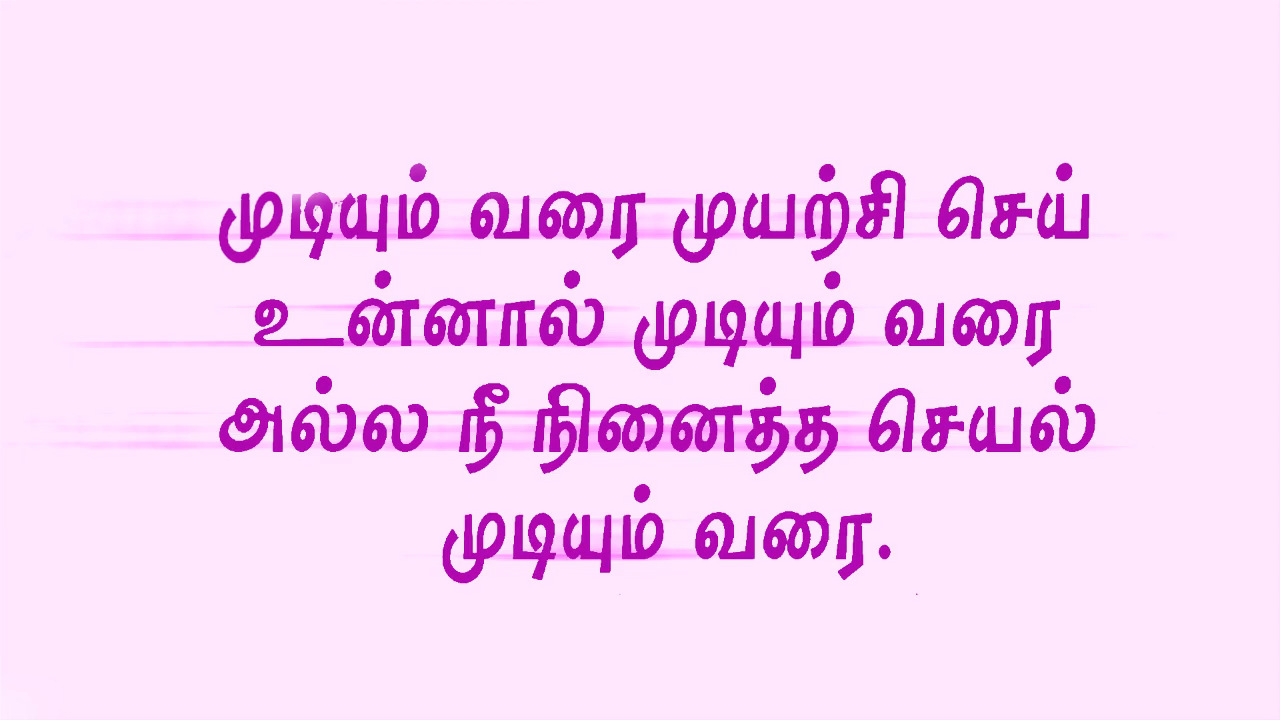 முடியும் வரை முயற்சி செய்
உன்னால் முடியும் வரை
அல்ல நீ நினைத்த செயல்
முடியும் வரை.